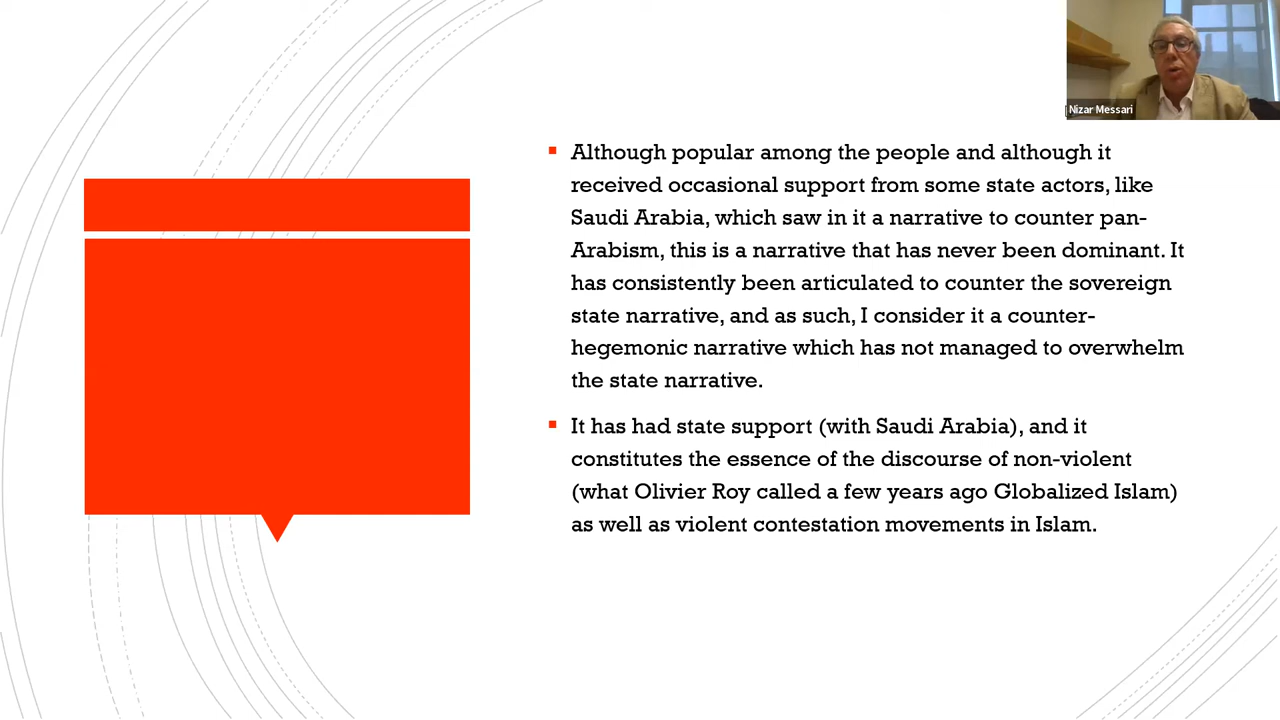 Nizar Messari
Although popular among the people and although it
received occasional support from some state actors, like
Saudi Arabia, which saw in it a narrative to counter pan-
Arabism, this is a narrative that has never been dominant. It
has consistently been articulated to counter the sovereign
state narrative, and as such, I consider it a counter-
hegemonic narrative which has not managed to overwhelm
the state narrative.
It has had state support (with Saudi Arabia), and it
constitutes the essence of the discourse of non-violent
(what Olivier Roy called a few years ago Globalized Islam)
as well as violent contestation movements in Islam.